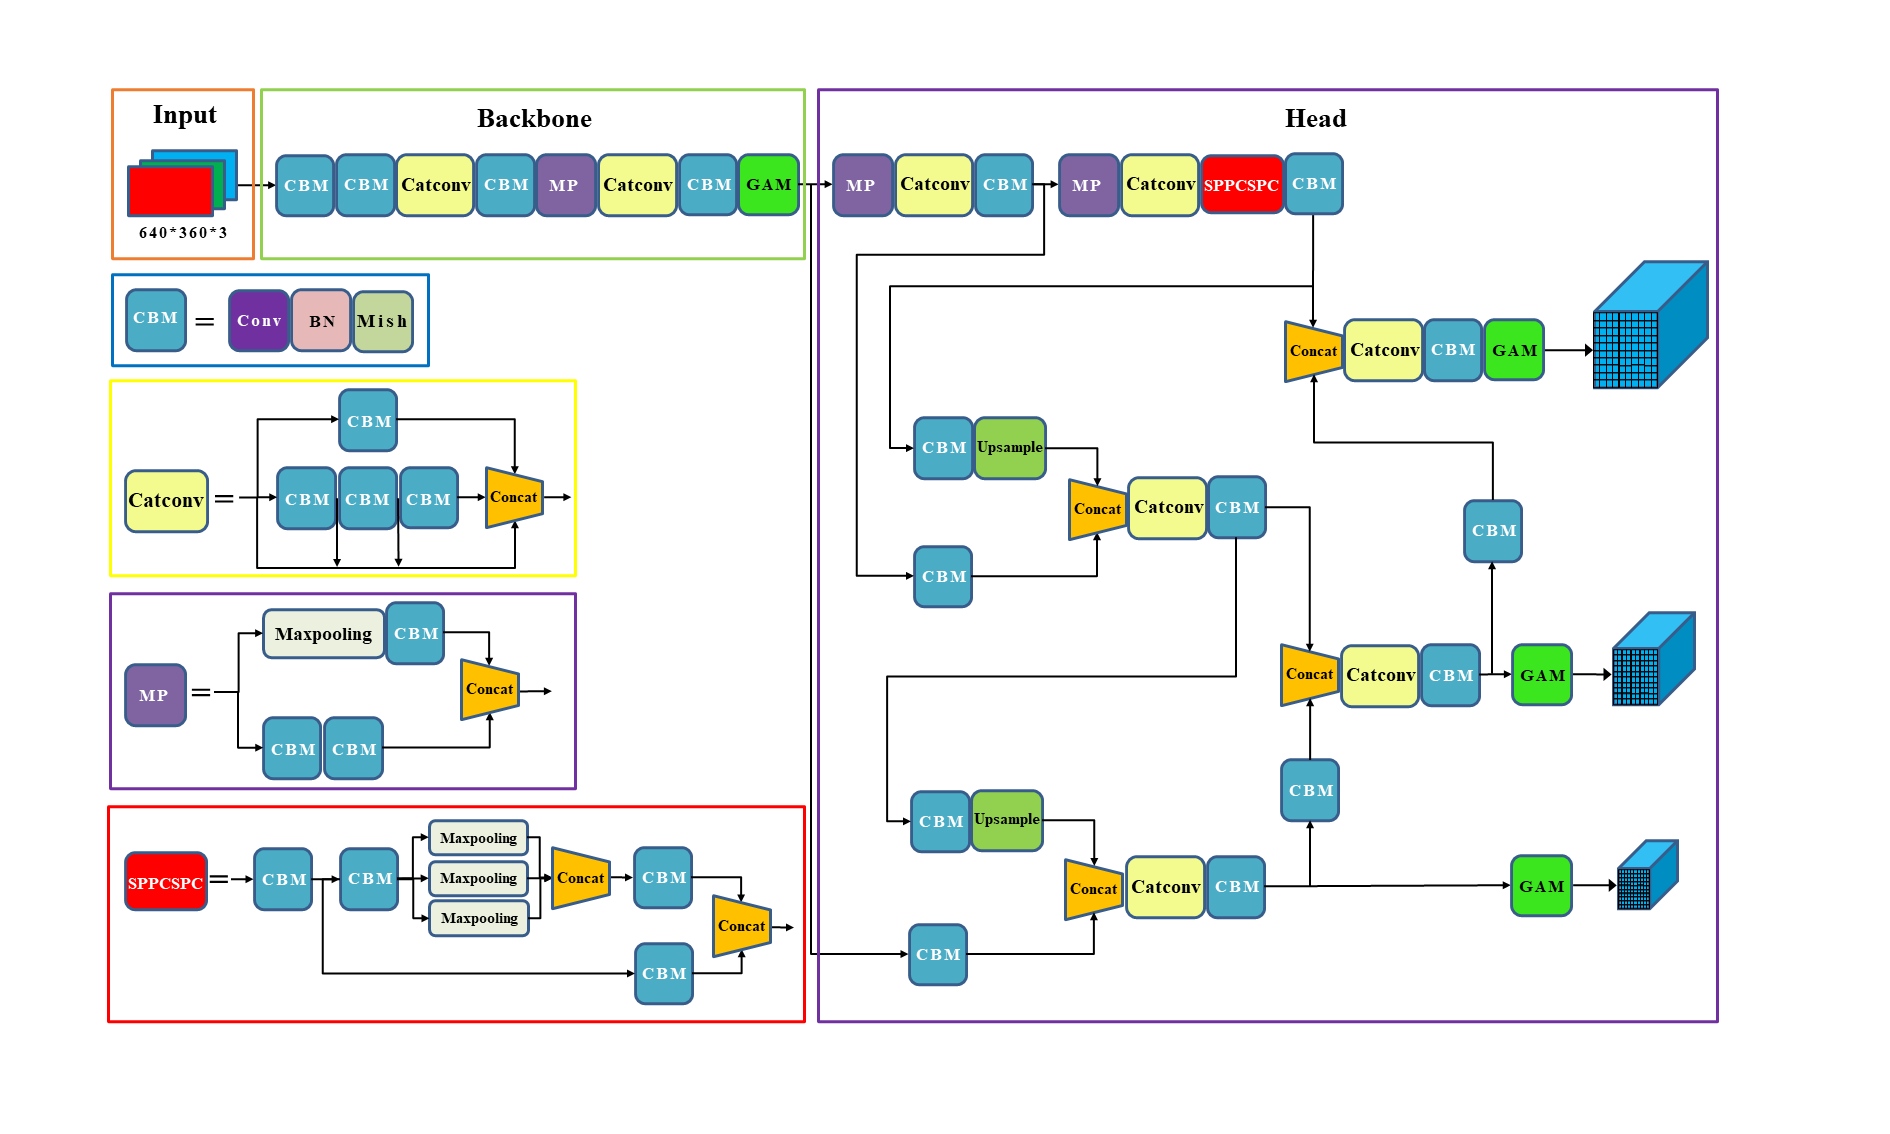 Input
640*360*3
Backbone
CBM CBM Catconv CBM MP Catconv CBM GAM
Head
MP Catconv CBM MP Catconv SPPCSPC CBM
CBM = Conv BN Mish
Concat Catconv CBM GAM
CBM
Catconv = CBM CBM CBM Concat
CBM Upsample
Concat Catconv CBM
CBM
CBM
Maxpooling CBM
MP = Concat
CBM CBM
Concat Catconv CBM GAM
CBM
CBM Upsample
Concat Catconv CBM GAM
CBM
Maxpooling
SPPCSPC = CBM CBM Maxpooling Concat CBM
Maxpooling
Concat
CBM